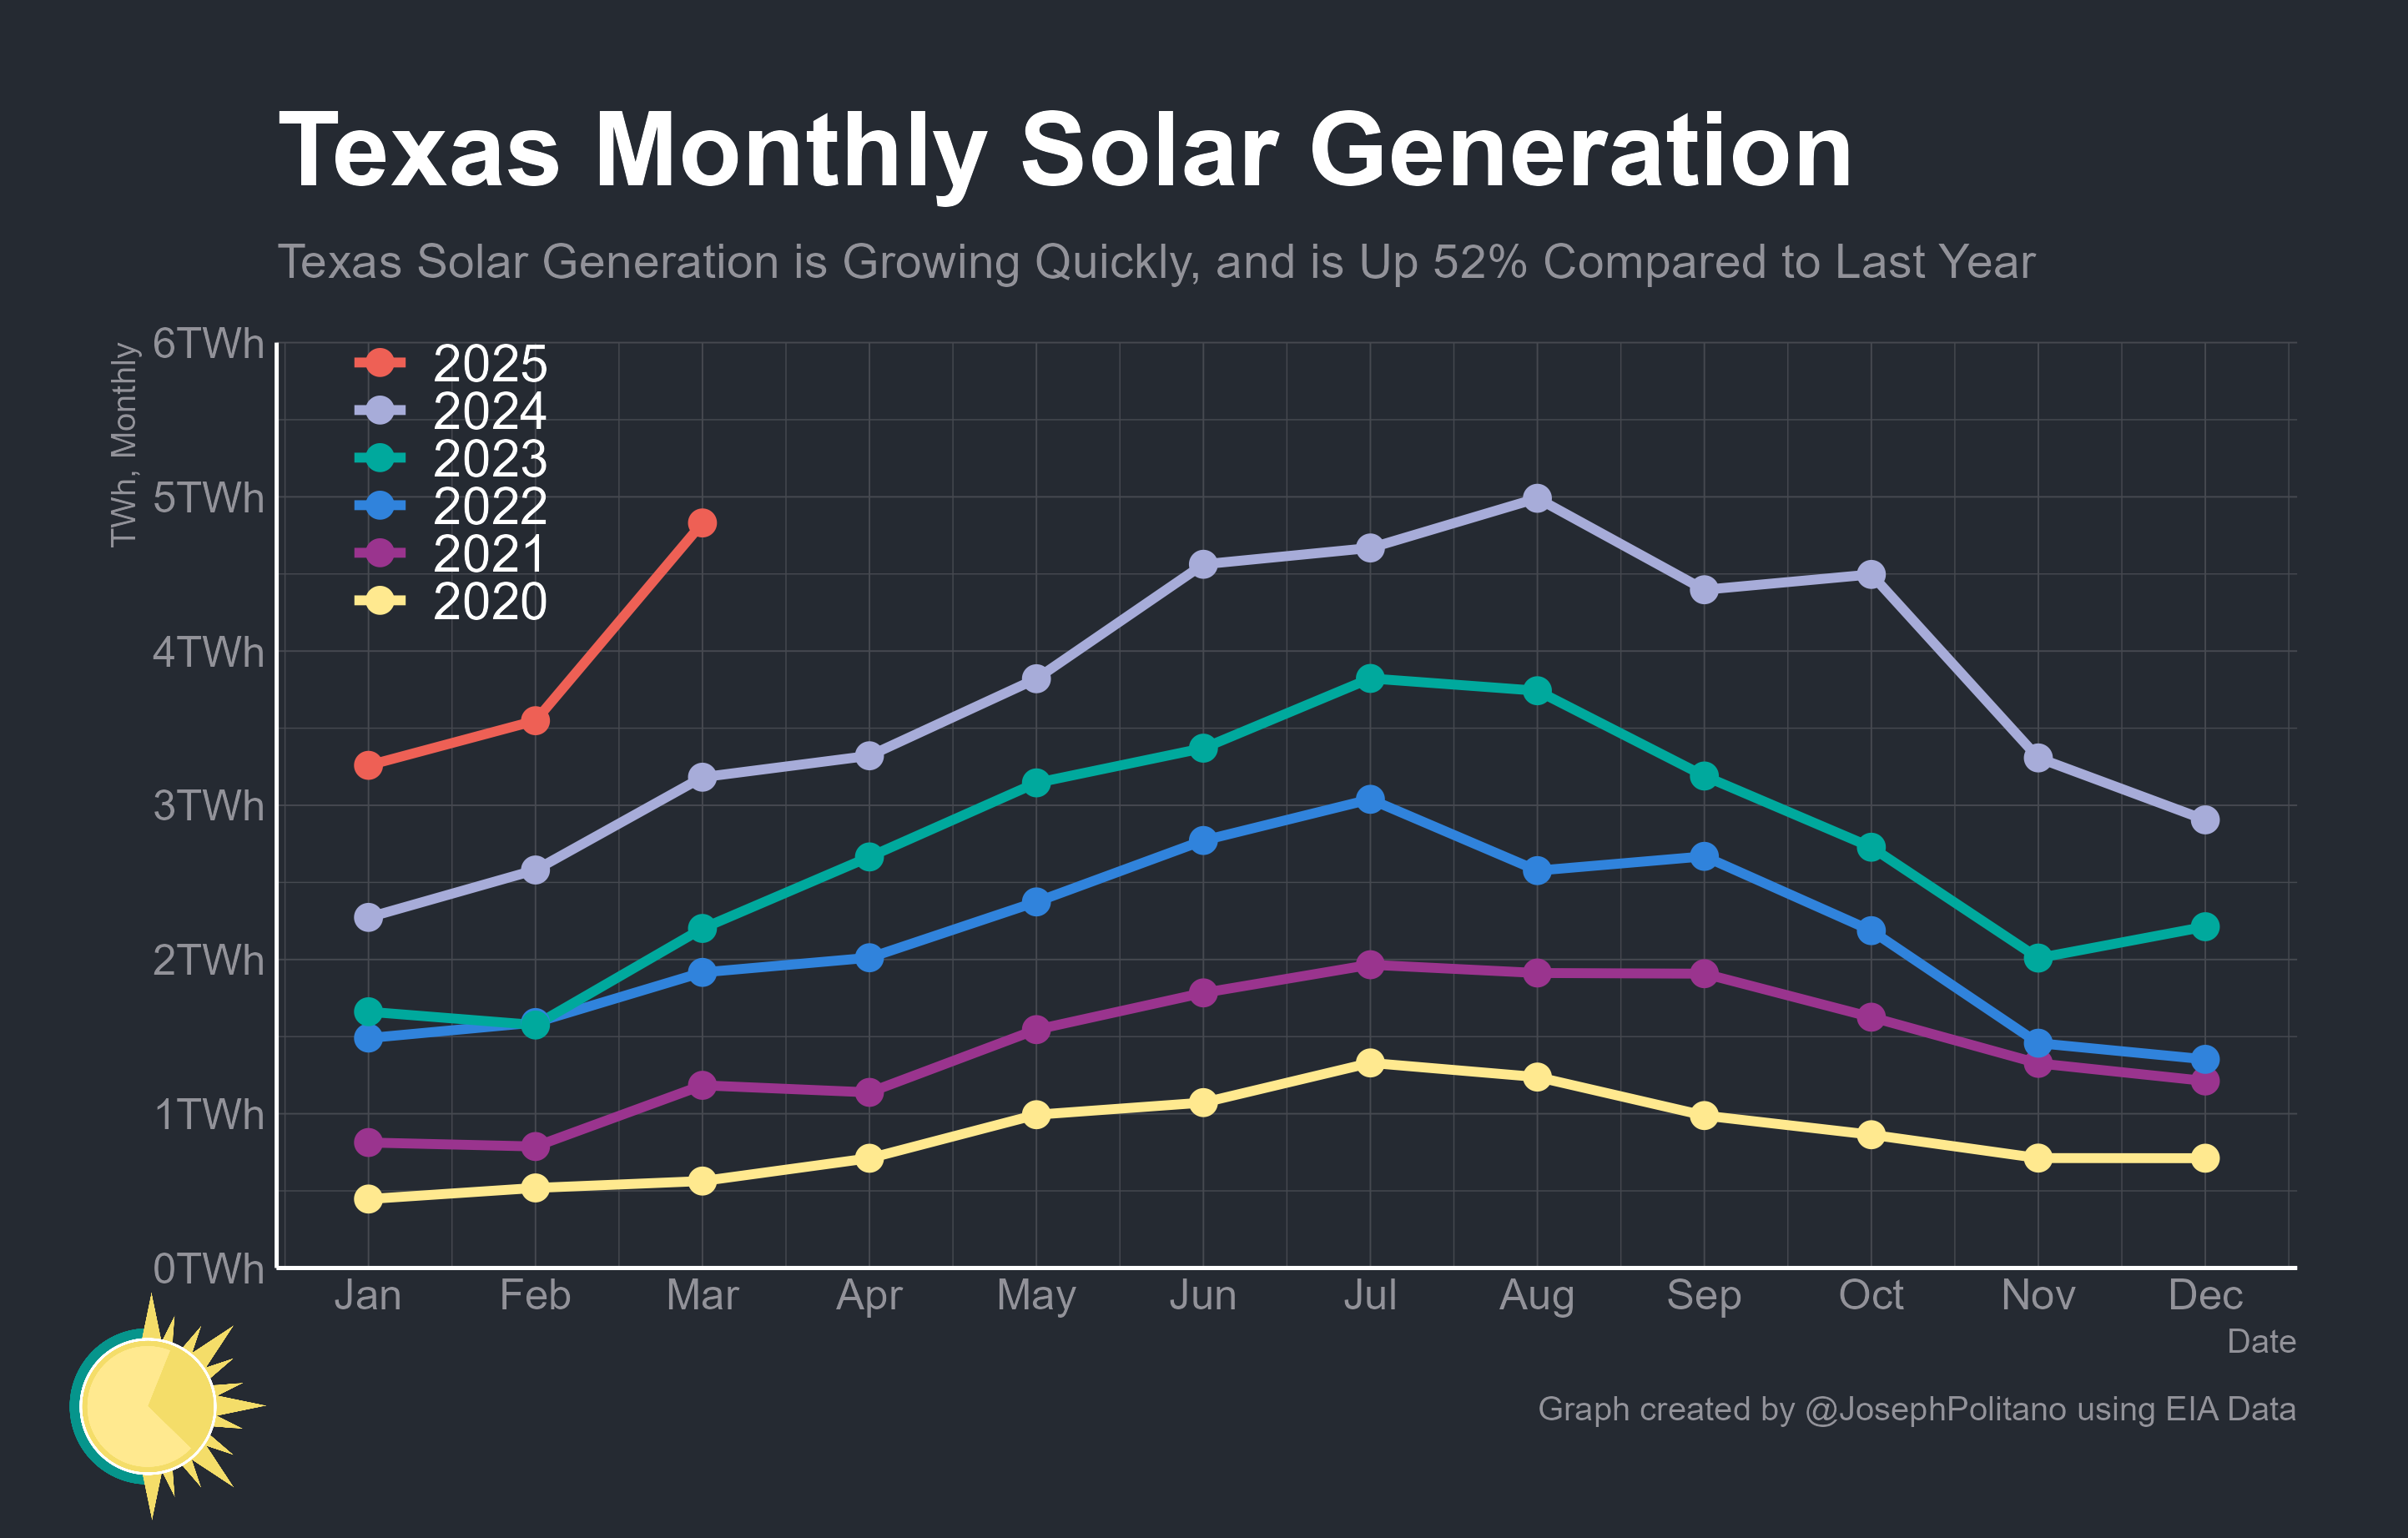 Texas Monthly Solar Generation
Texas Solar Generation is Growing Quickly, and is Up 52% Compared to Last Year
TWh, Monthly
6TWh
5TWh
4TWh
3TWh
2TWh
1TWh
0TWh
2025
2024
2023
2022
2021
2020
Jan Feb Mar Apr May Jun Jul Aug Sep Oct Nov Dec
Date
Graph created by @JosephPolitano using EIA Data